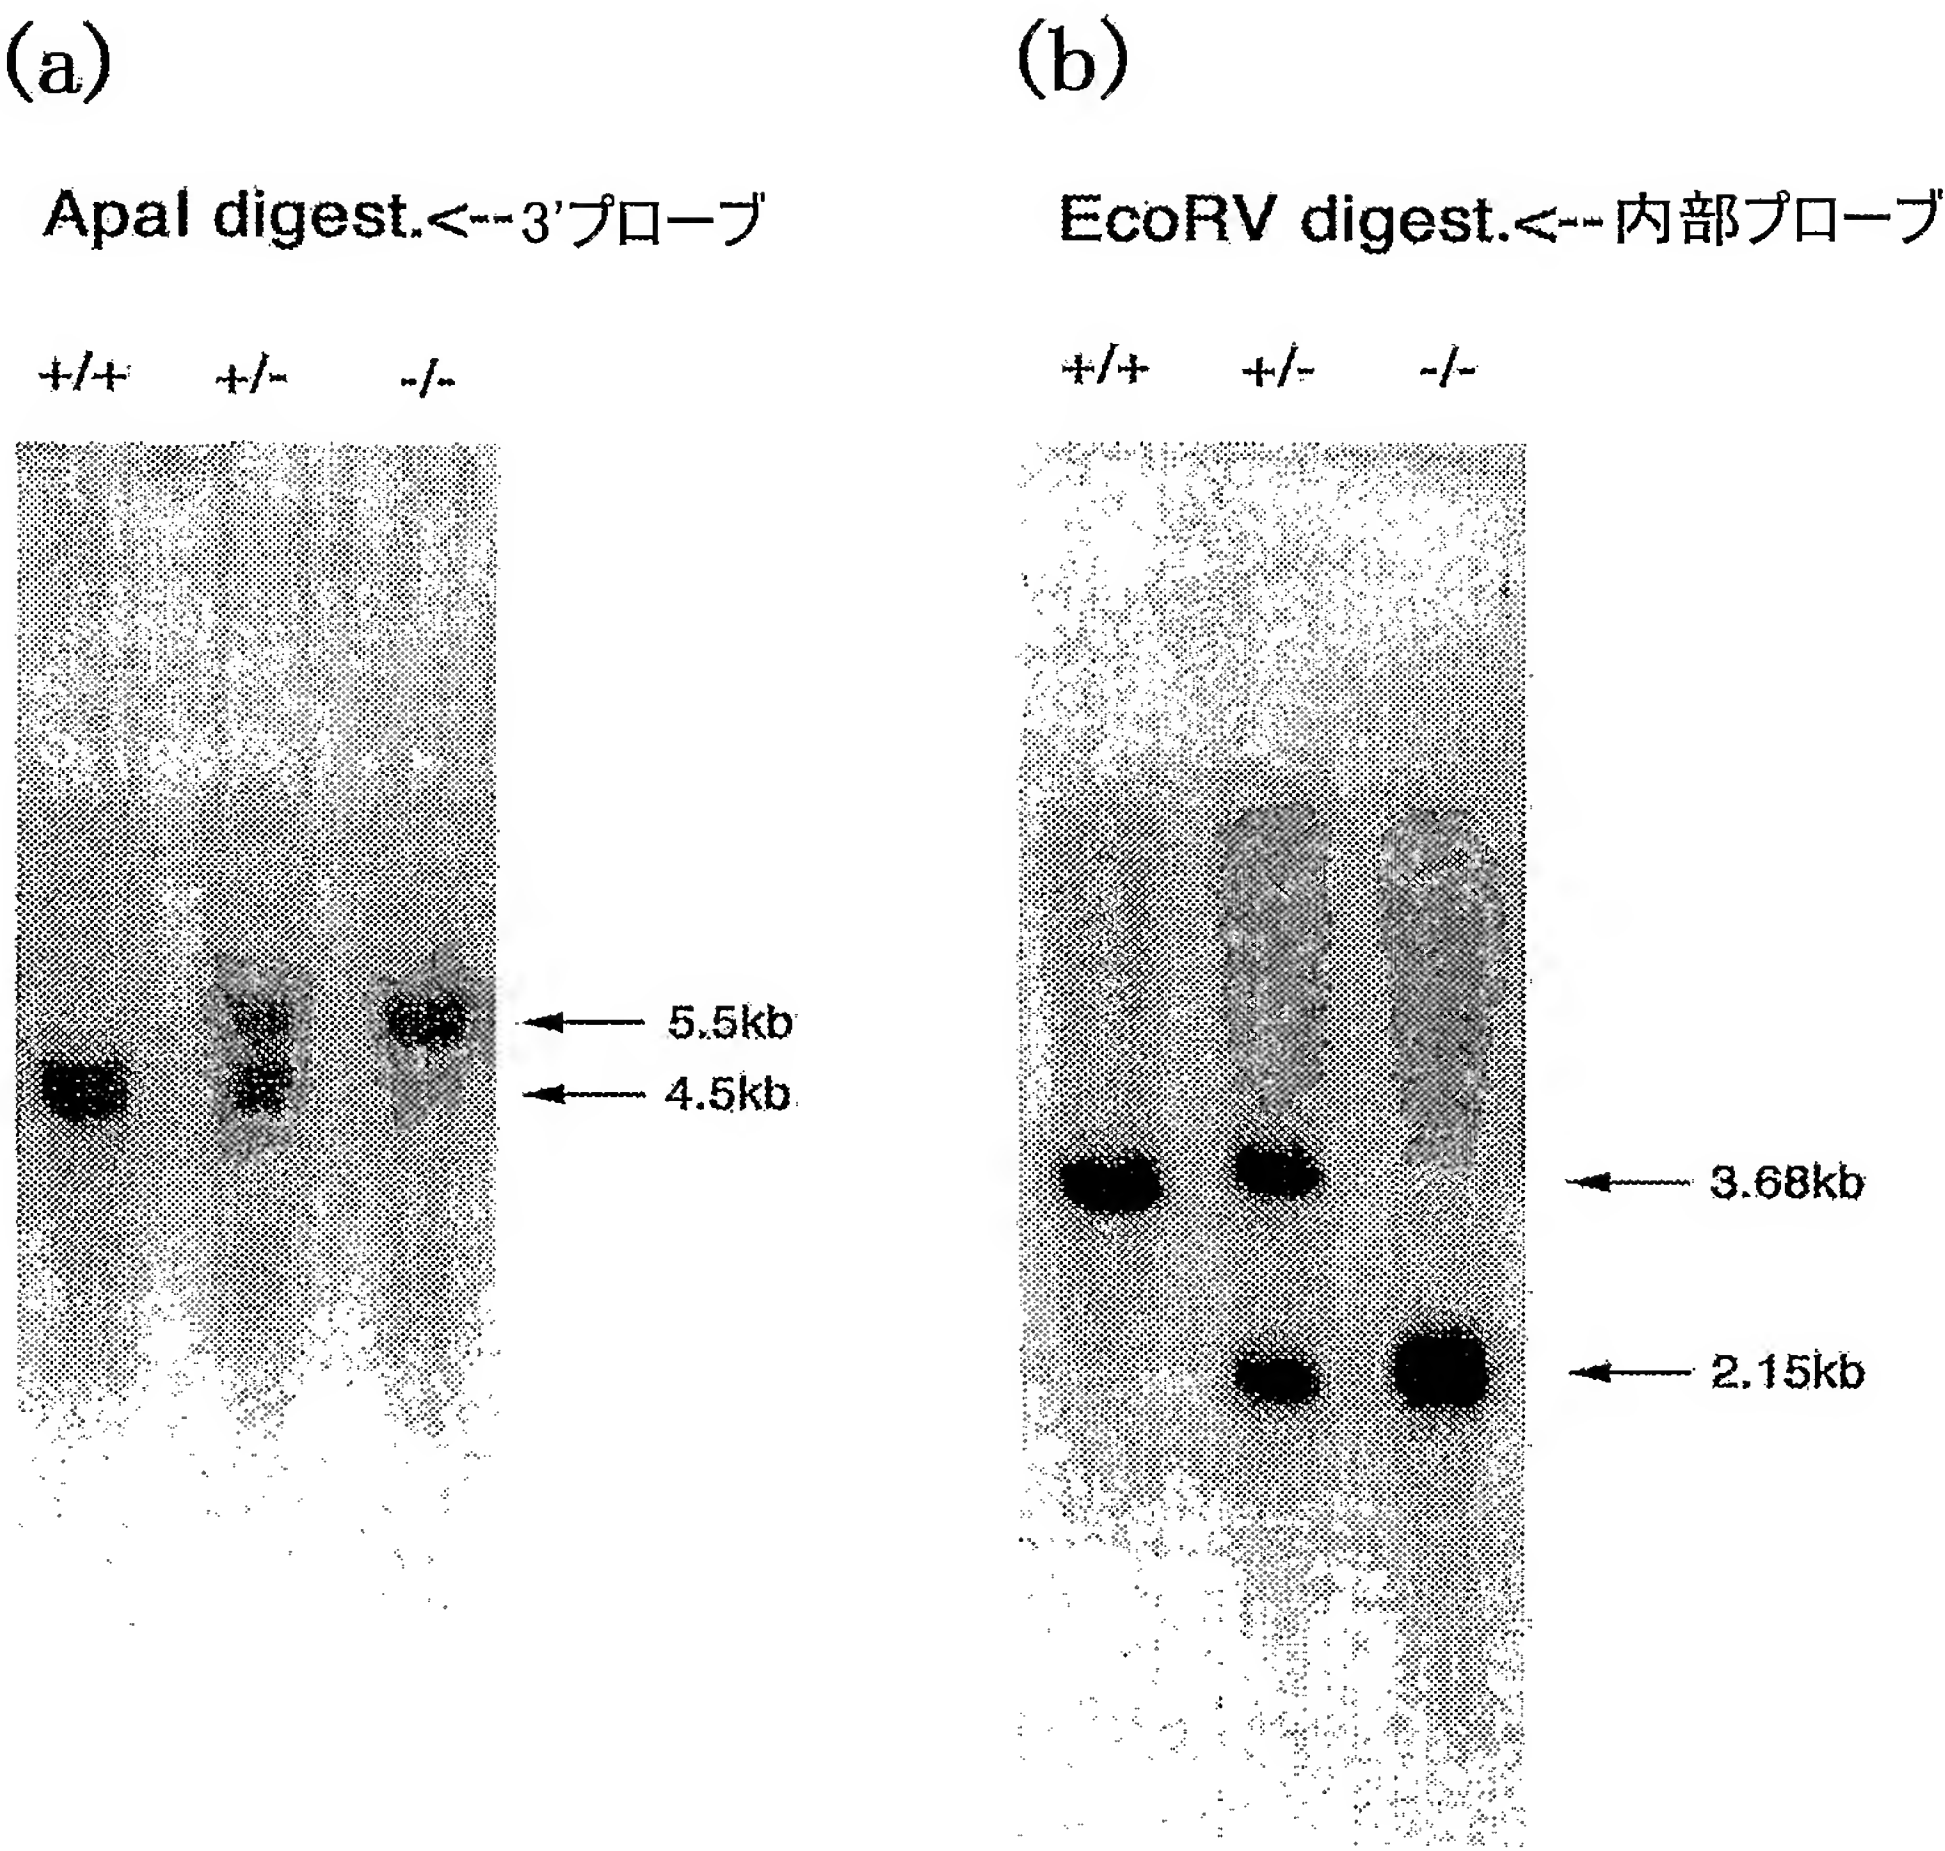 (a)
ApaI digest.<--3'プローブ
+/+ +/- -/-
5.5kb
4.5kb
(b)
EcoRV digest.<--内部プローブ
+/+ +/- -/-
3.68kb
2.15kb